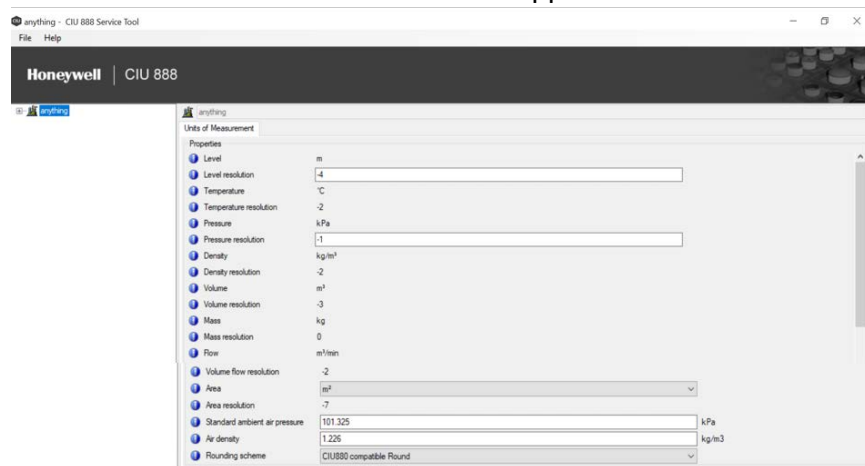 anything - CIU 888 Service Tool
File Help
Honeywell | CIU 888
anything
anything
Units of Measurement
Properties
Level m
Level resolution -4
Temperature °C
Temperature resolution -2
Pressure kPa
Pressure resolution -1
Density kg/m³
Density resolution -2
Volume m³
Volume resolution -3
Mass kg
Mass resolution 0
Flow m³/min
Volume flow resolution -2
Area m²
Area resolution -7
Standard ambient air pressure 101.325 kPa
Air density 1.226 kg/m3
Rounding scheme CIU880 compatible Round